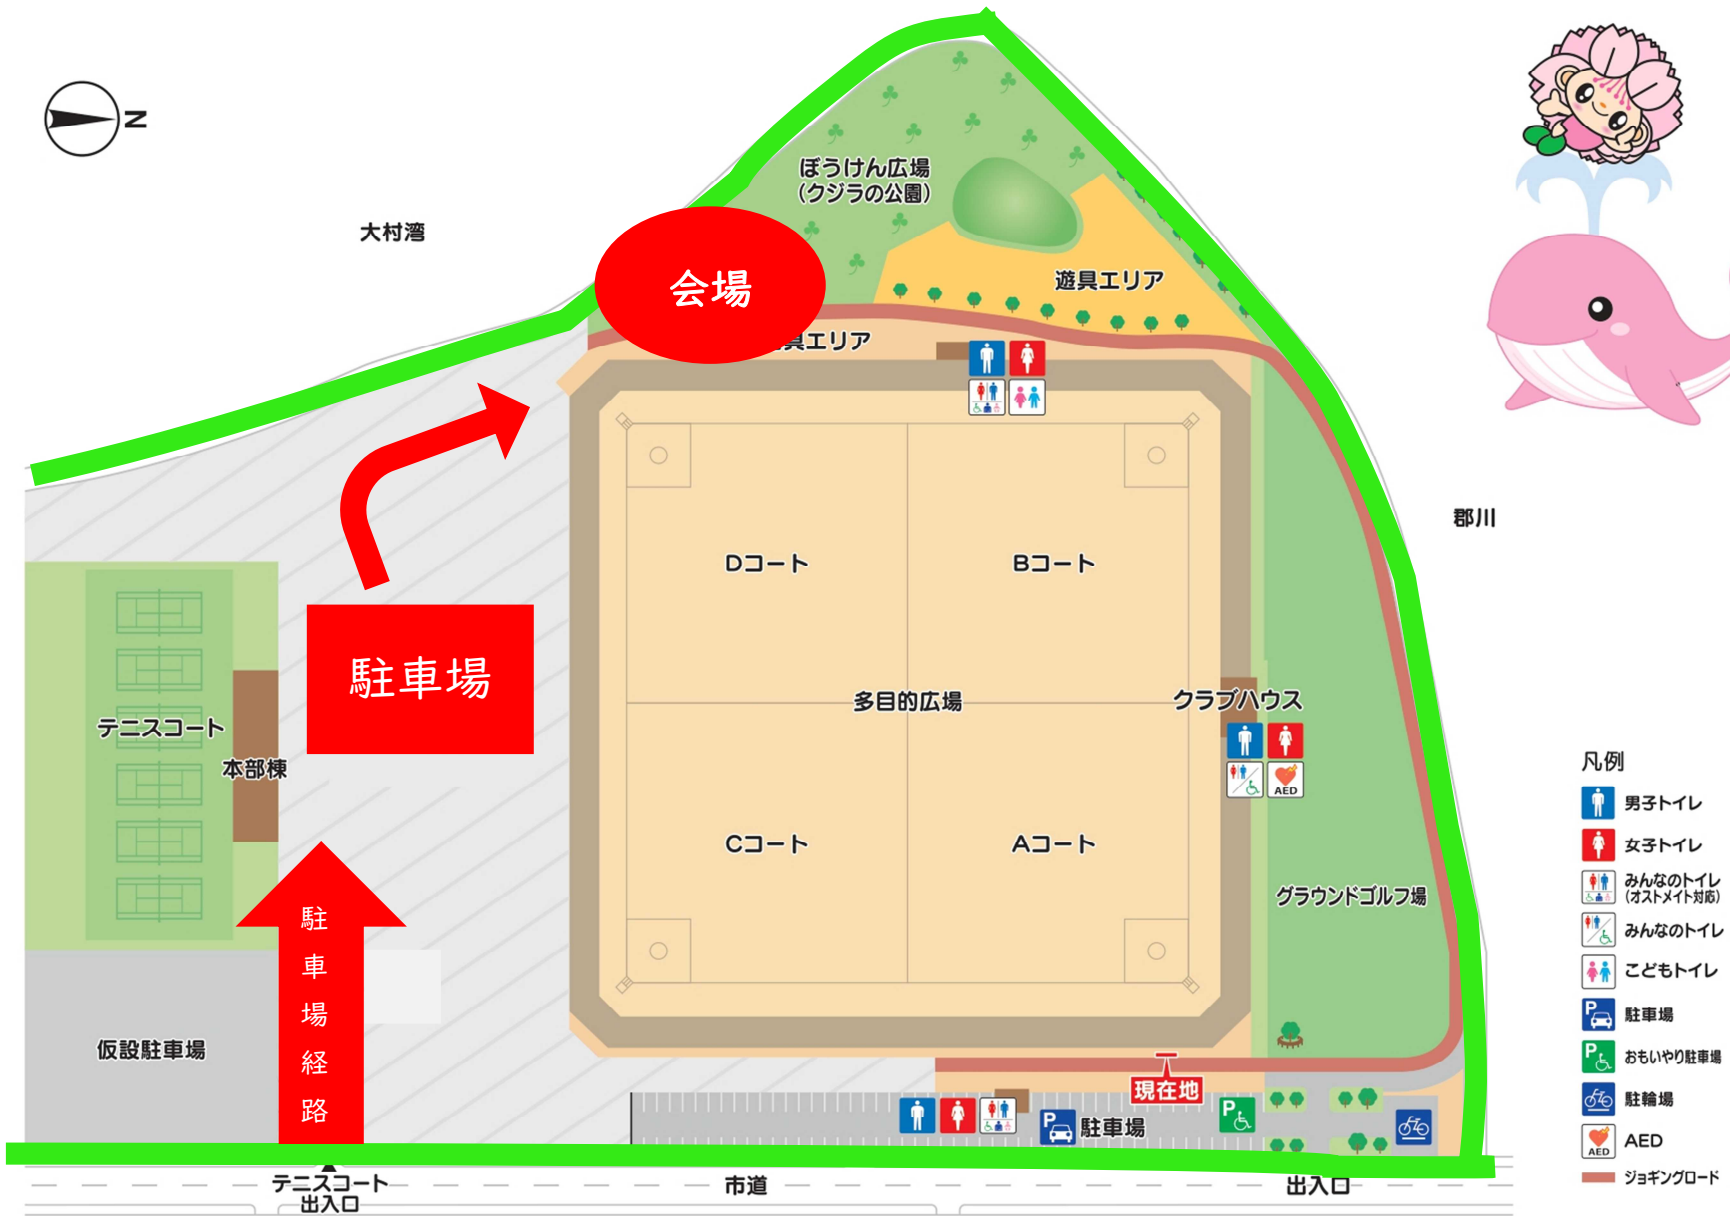 N
大村湾
ぼうけん広場
(クジラの公園)
会場
遊具エリア
具エリア
郡川
Dコート
Bコート
駐車場
多目的広場
クラブハウス
AED
テニスコート
本部棟
Cコート
Aコート
グラウンドゴルフ場
駐車場経路
仮設駐車場
現在地
P
駐車場
P
テニスコート
出入口
市道
出入口
凡例
男子トイレ
女子トイレ
みんなのトイレ
(オストメイト対応)
みんなのトイレ
こどもトイレ
P
駐車場
P
おもいやり駐車場
駐輪場
AED
AED
ジョギングロード